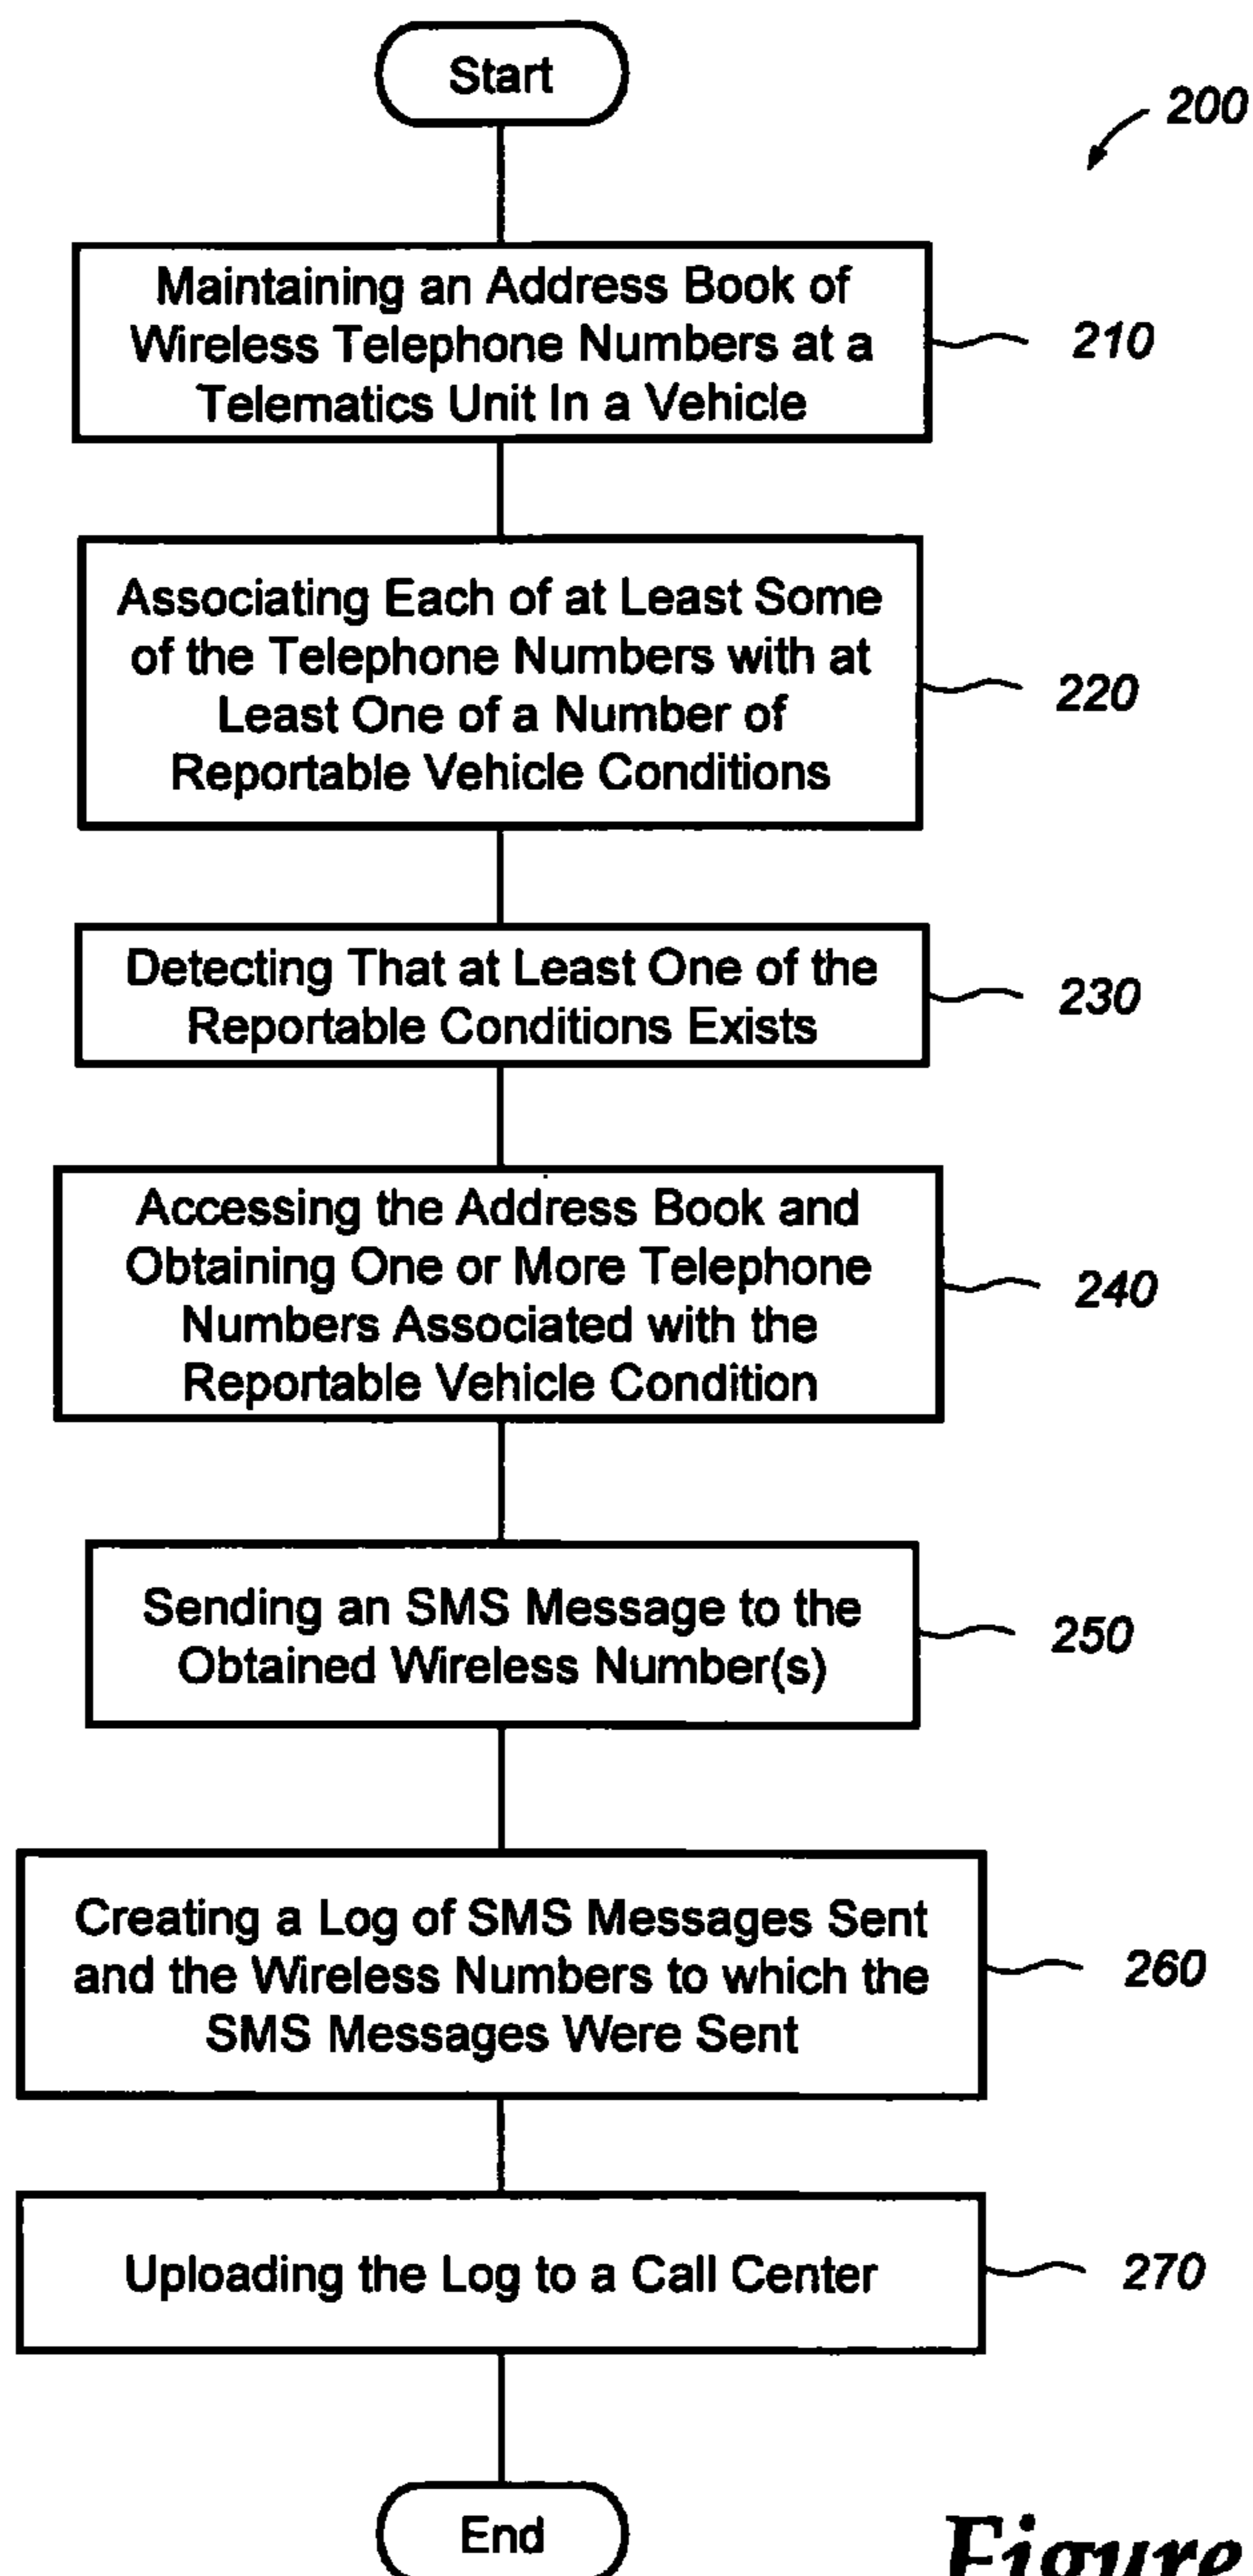 Start
200
Maintaining an Address Book of
Wireless Telephone Numbers at a
Telematics Unit In a Vehicle
210
Associating Each of at Least Some
of the Telephone Numbers with at
Least One of a Number of
Reportable Vehicle Conditions
220
Detecting That at Least One of the
Reportable Conditions Exists
230
Accessing the Address Book and
Obtaining One or More Telephone
Numbers Associated with the
Reportable Vehicle Condition
240
Sending an SMS Message to the
Obtained Wireless Number(s)
250
Creating a Log of SMS Messages Sent
and the Wireless Numbers to which the
SMS Messages Were Sent
260
Uploading the Log to a Call Center
270
End
Figure